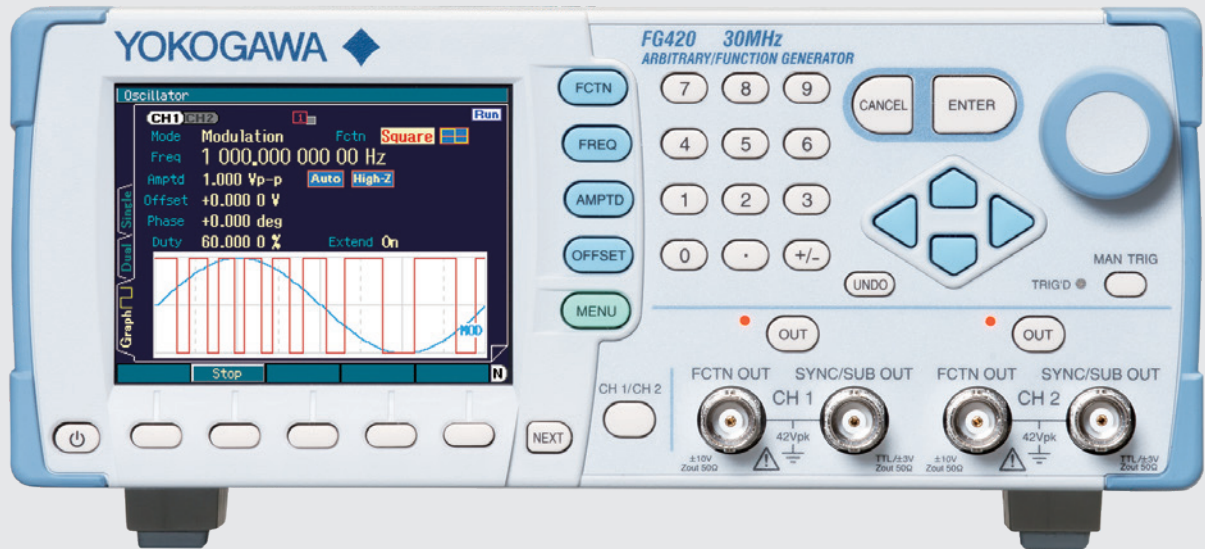 YOKOGAWA
FG420 30MHz
ARBITRARY/FUNCTION GENERATOR
Oscillator
CH1 CH2 1 Run
Mode Modulation Fctn Square
Freq 1 000.000 000 00 Hz
Amptd 1.000 Vp-p Auto High-Z
Offset +0.000 0 V
Phase +0.000 deg
Duty 60.000 0 % Extend On
Single
Dual
Graph
MOD
Stop
N
NEXT
FCTN
FREQ
AMPTD
OFFSET
MENU
7 8 9
4 5 6
1 2 3
0 . +/-
CANCEL ENTER
UNDO
MAN TRIG
TRIG'D
OUT OUT
CH 1/CH 2
FCTN OUT SYNC/SUB OUT FCTN OUT SYNC/SUB OUT
CH 1 CH 2
42Vpk 42Vpk
±10V TTL/±3V ±10V TTL/±3V
Zout 50Ω Zout 50Ω Zout 50Ω Zout 50Ω